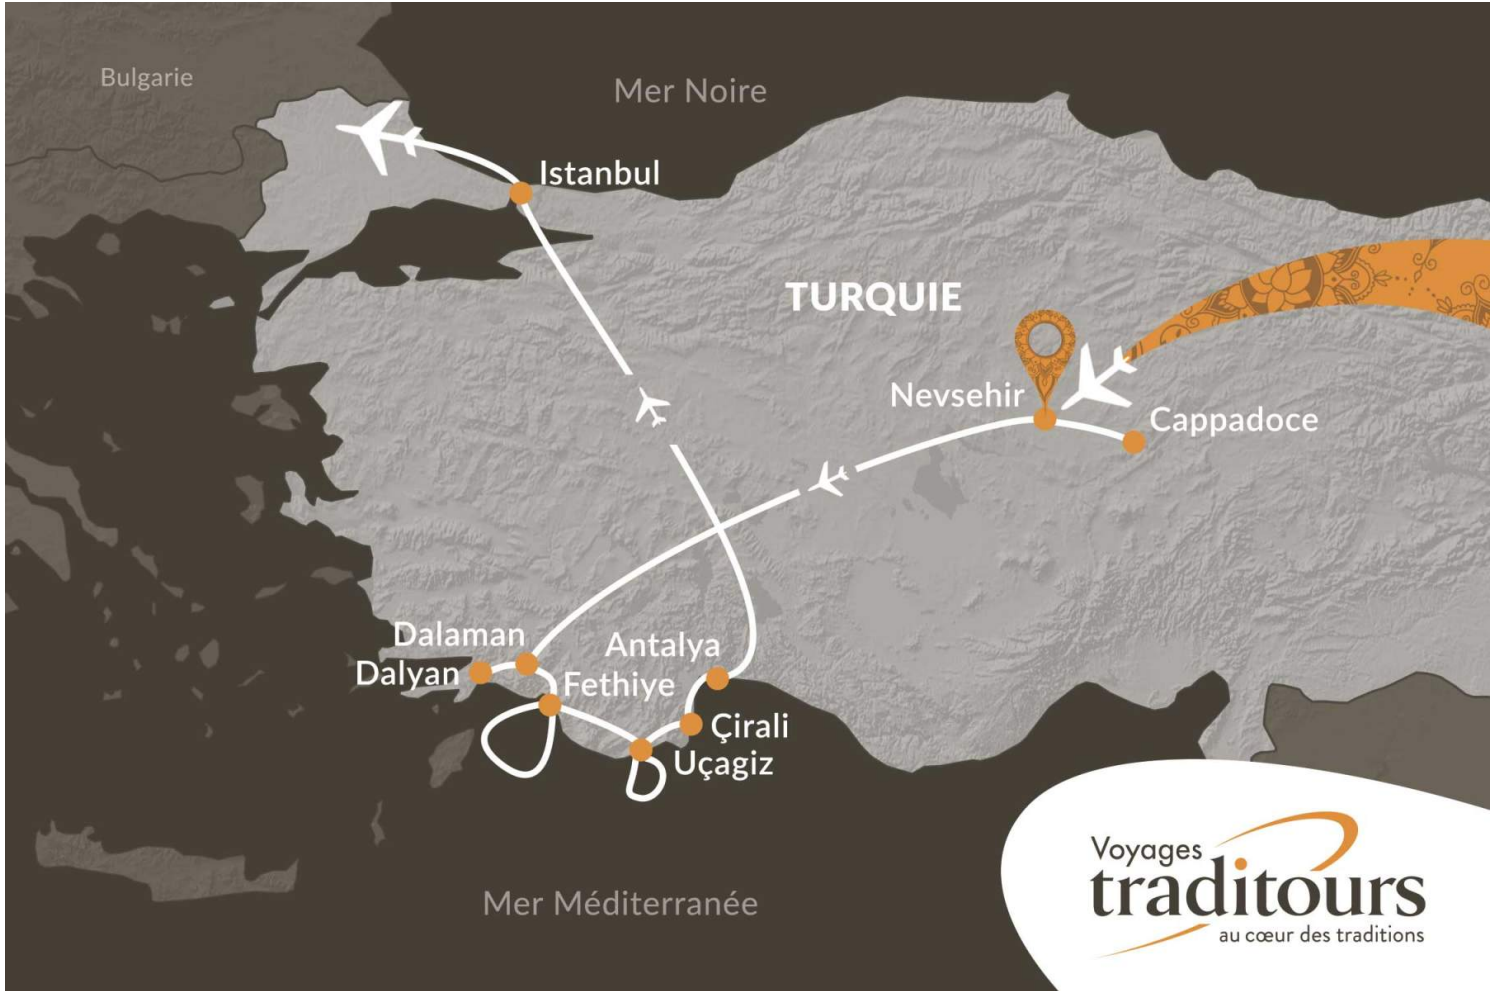 Bulgarie
Mer Noire
Istanbul
TURQUIE
Nevsehir
Cappadoce
Dalaman
Antalya
Dalyan
Fethiye
Çirali
Uçagiz
Mer Méditerranée
Voyages
traditours
au cœur des traditions